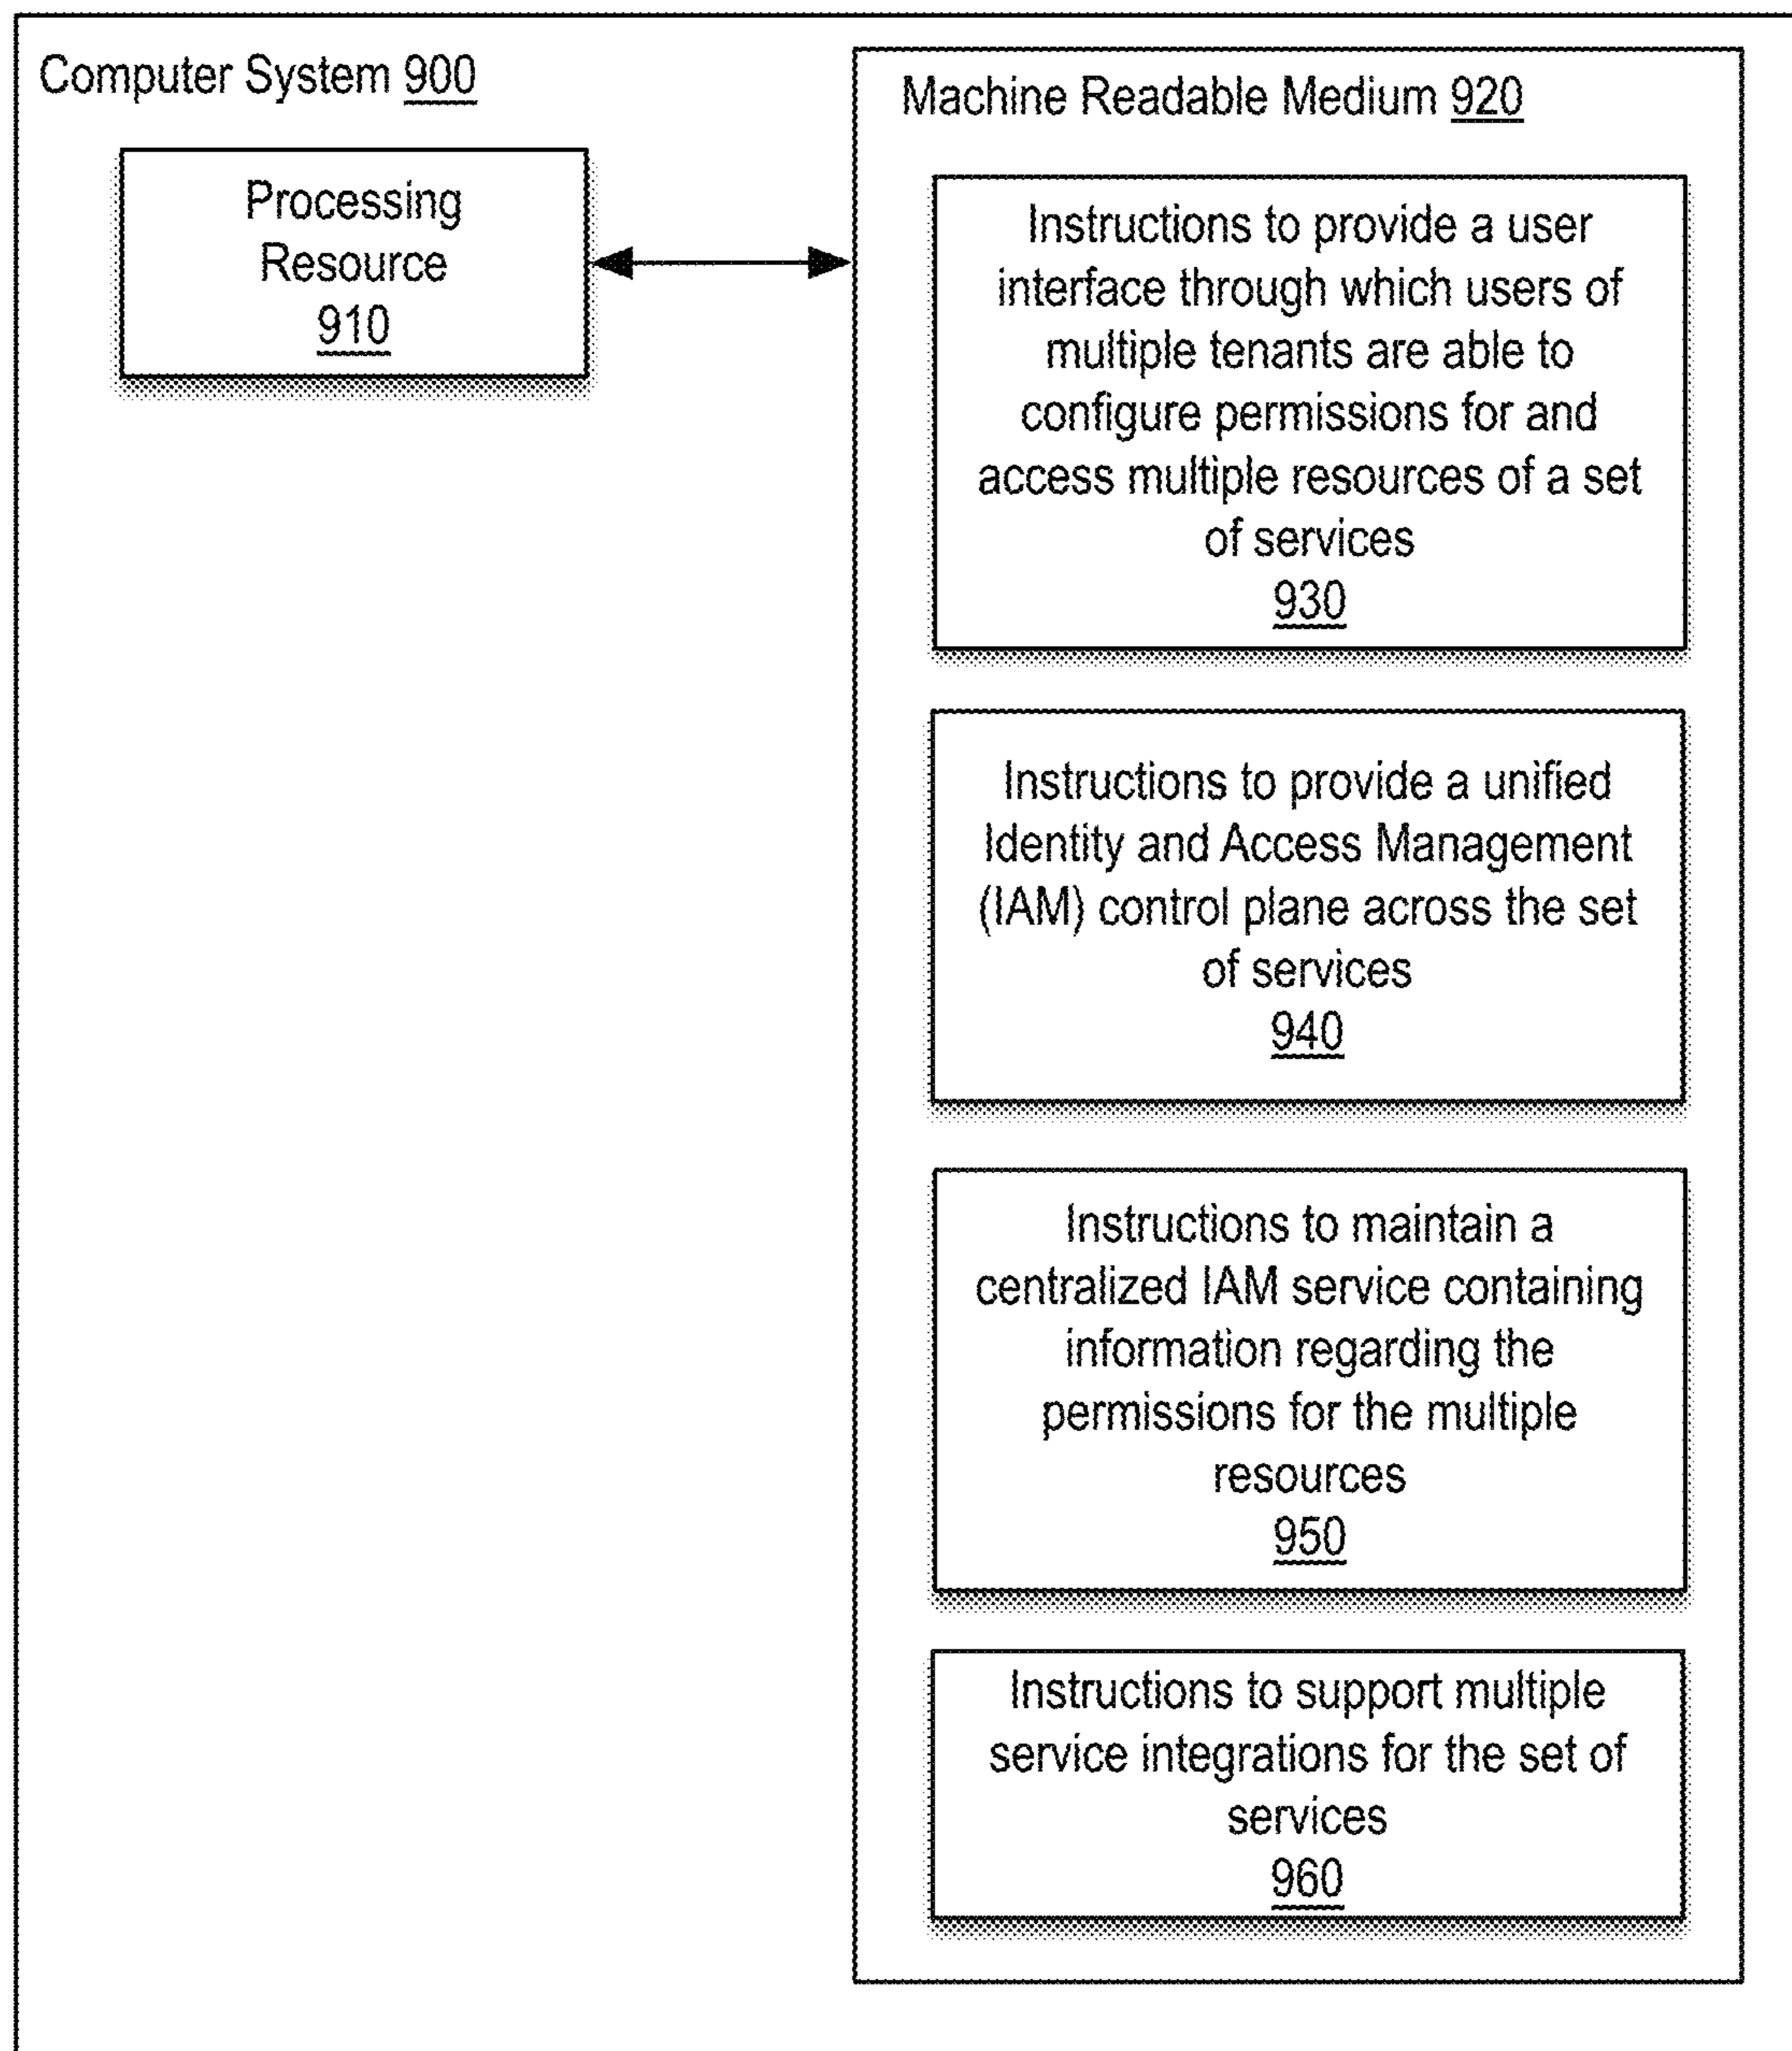 Computer System 900
Processing
Resource
910
Machine Readable Medium 920
Instructions to provide a user
interface through which users of
multiple tenants are able to
configure permissions for and
access multiple resources of a set
of services
930
Instructions to provide a unified
Identity and Access Management
(IAM) control plane across the set
of services
940
Instructions to maintain a
centralized IAM service containing
information regarding the
permissions for the multiple
resources
950
Instructions to support multiple
service integrations for the set of
services
960